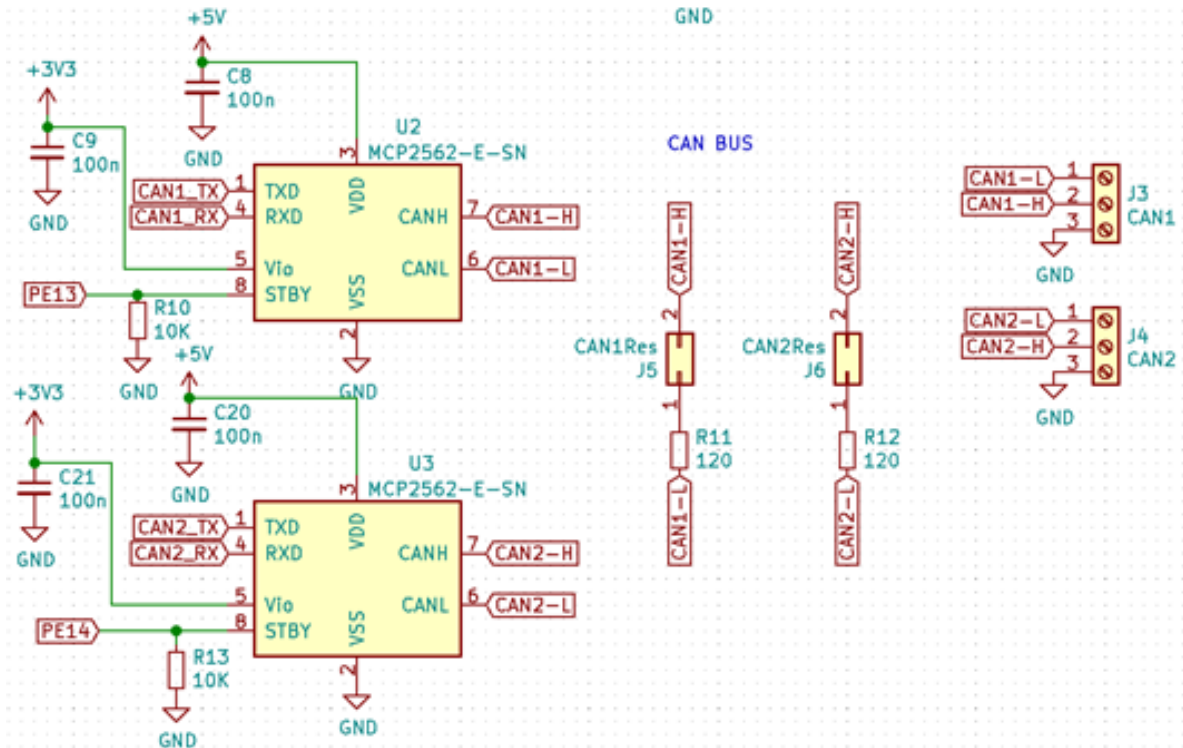 +5V
GND
+3V3
C8
100n
C9
100n
GND
U2
MCP2562-E-SN
CAN BUS
GND
3
CAN1_TX 1 TXD
VDD
CAN1_RX 4 RXD
CANH 7 CAN1-H
5 Vio
CANL 6 CAN1-L
PE13
8 STBY
VSS
R10
10K
2
GND
GND
CAN1-H
2
CAN1Res
J5
1
R11
120
CAN1-L
CAN2-H
2
CAN2Res
J6
1
R12
120
CAN2-L
CAN1-L 1
CAN1-H 2
3
J3
CAN1
GND
CAN2-L 1
CAN2-H 2
3
J4
CAN2
GND
+5V
+3V3
C20
100n
C21
100n
GND
GND
U3
MCP2562-E-SN
3
CAN2_TX 1 TXD
VDD
CAN2_RX 4 RXD
CANH 7 CAN2-H
5 Vio
CANL 6 CAN2-L
PE14
8 STBY
VSS
R13
10K
2
GND
GND